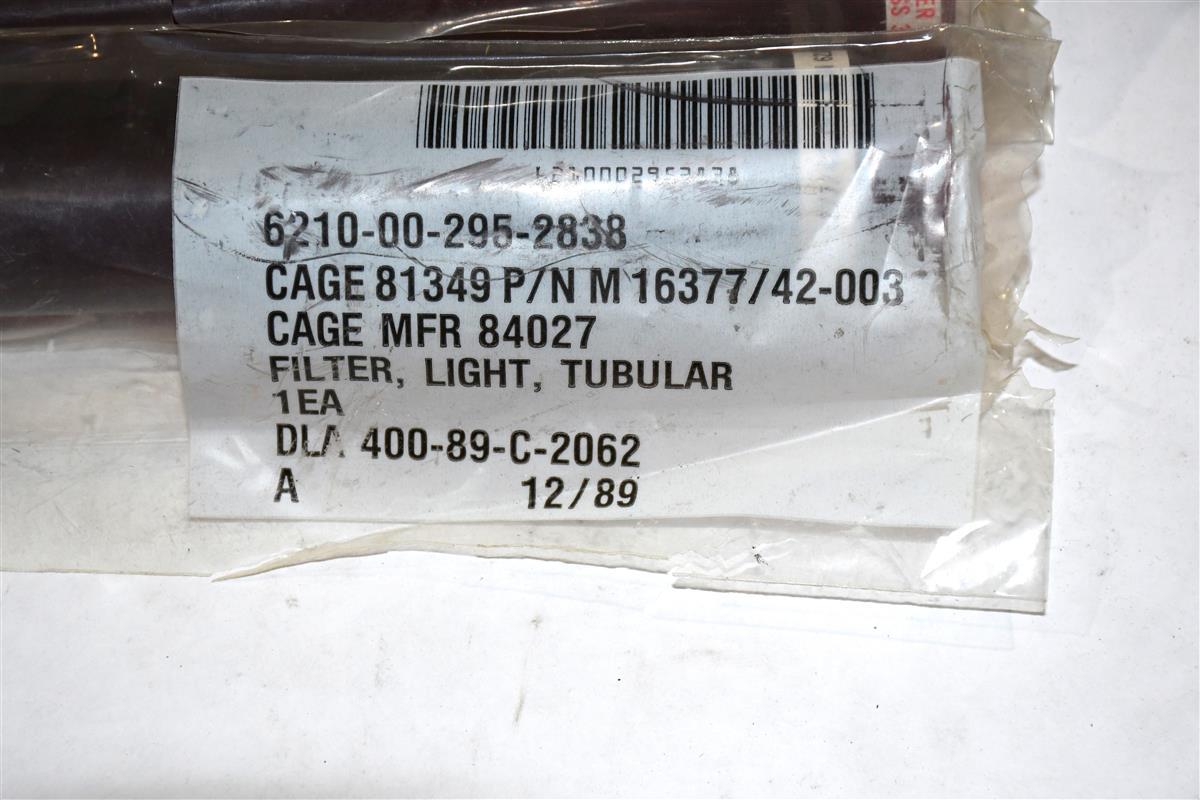 6210-00-295-2838
CAGE 81349 P/N M16377/42-003
CAGE MFR 84027
FILTER, LIGHT, TUBULAR
1EA
DLA 400-89-C-2062
A 12/89